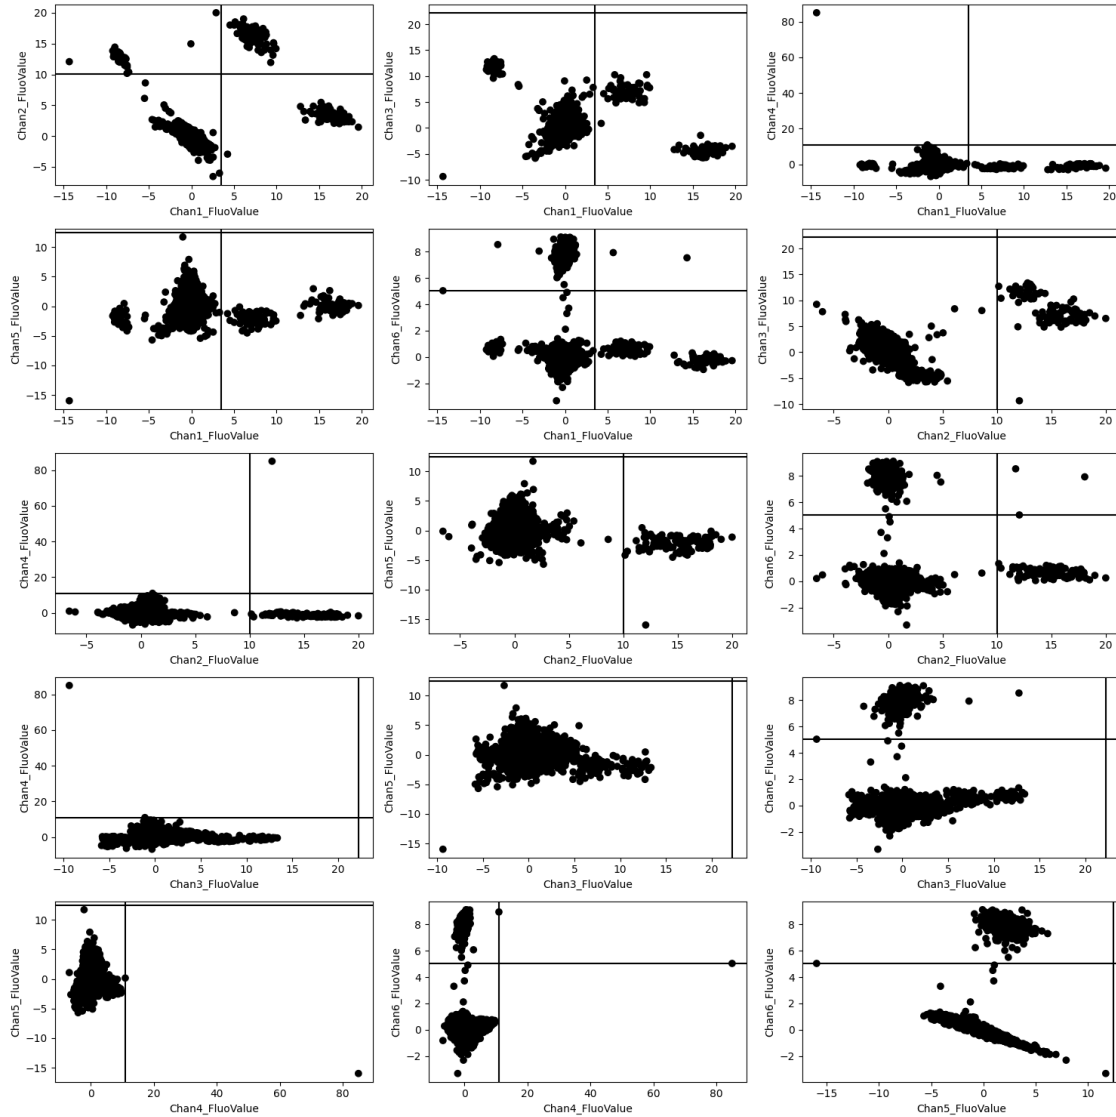 20
15
10
5
0
−5
−15 −10 −5 0 5 10 15 20
Chan2_FluoValue
Chan1_FluoValue
20
15
10
5
0
−5
−10
−15 −10 −5 0 5 10 15 20
Chan3_FluoValue
Chan1_FluoValue
80
60
40
20
0
−15 −10 −5 0 5 10 15 20
Chan4_FluoValue
Chan1_FluoValue
10
5
0
−5
−10
−15
−15 −10 −5 0 5 10 15 20
Chan5_FluoValue
Chan1_FluoValue
8
6
4
2
0
−2
−15 −10 −5 0 5 10 15 20
Chan6_FluoValue
Chan1_FluoValue
20
15
10
5
0
−5
−10
−5 0 5 10 15 20
Chan3_FluoValue
Chan2_FluoValue
80
60
40
20
0
−5 0 5 10 15 20
Chan4_FluoValue
Chan2_FluoValue
10
5
0
−5
−10
−15
−5 0 5 10 15 20
Chan5_FluoValue
Chan2_FluoValue
8
6
4
2
0
−2
−5 0 5 10 15 20
Chan6_FluoValue
Chan2_FluoValue
80
60
40
20
0
−10 −5 0 5 10 15 20
Chan4_FluoValue
Chan3_FluoValue
10
5
0
−5
−10
−15
−10 −5 0 5 10 15 20
Chan5_FluoValue
Chan3_FluoValue
8
6
4
2
0
−2
−10 −5 0 5 10 15 20
Chan6_FluoValue
Chan3_FluoValue
10
5
0
−5
−10
−15
0 20 40 60 80
Chan5_FluoValue
Chan4_FluoValue
8
6
4
2
0
−2
0 20 40 60 80
Chan6_FluoValue
Chan4_FluoValue
8
6
4
2
0
−2
−15 −10 −5 0 5 10
Chan6_FluoValue
Chan5_FluoValue